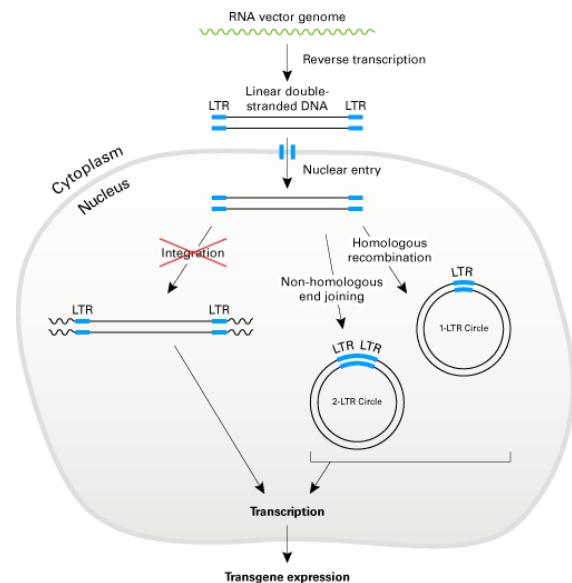 RNA vector genome
Reverse transcription
Linear double-
LTR stranded DNA LTR
Cytoplasm
Nucleus
Nuclear entry
Integration
Homologous
recombination
Non-homologous
end joining
LTR
LTR LTR
1-LTR Circle
LTR LTR
2-LTR Circle
Transcription
Transgene expression